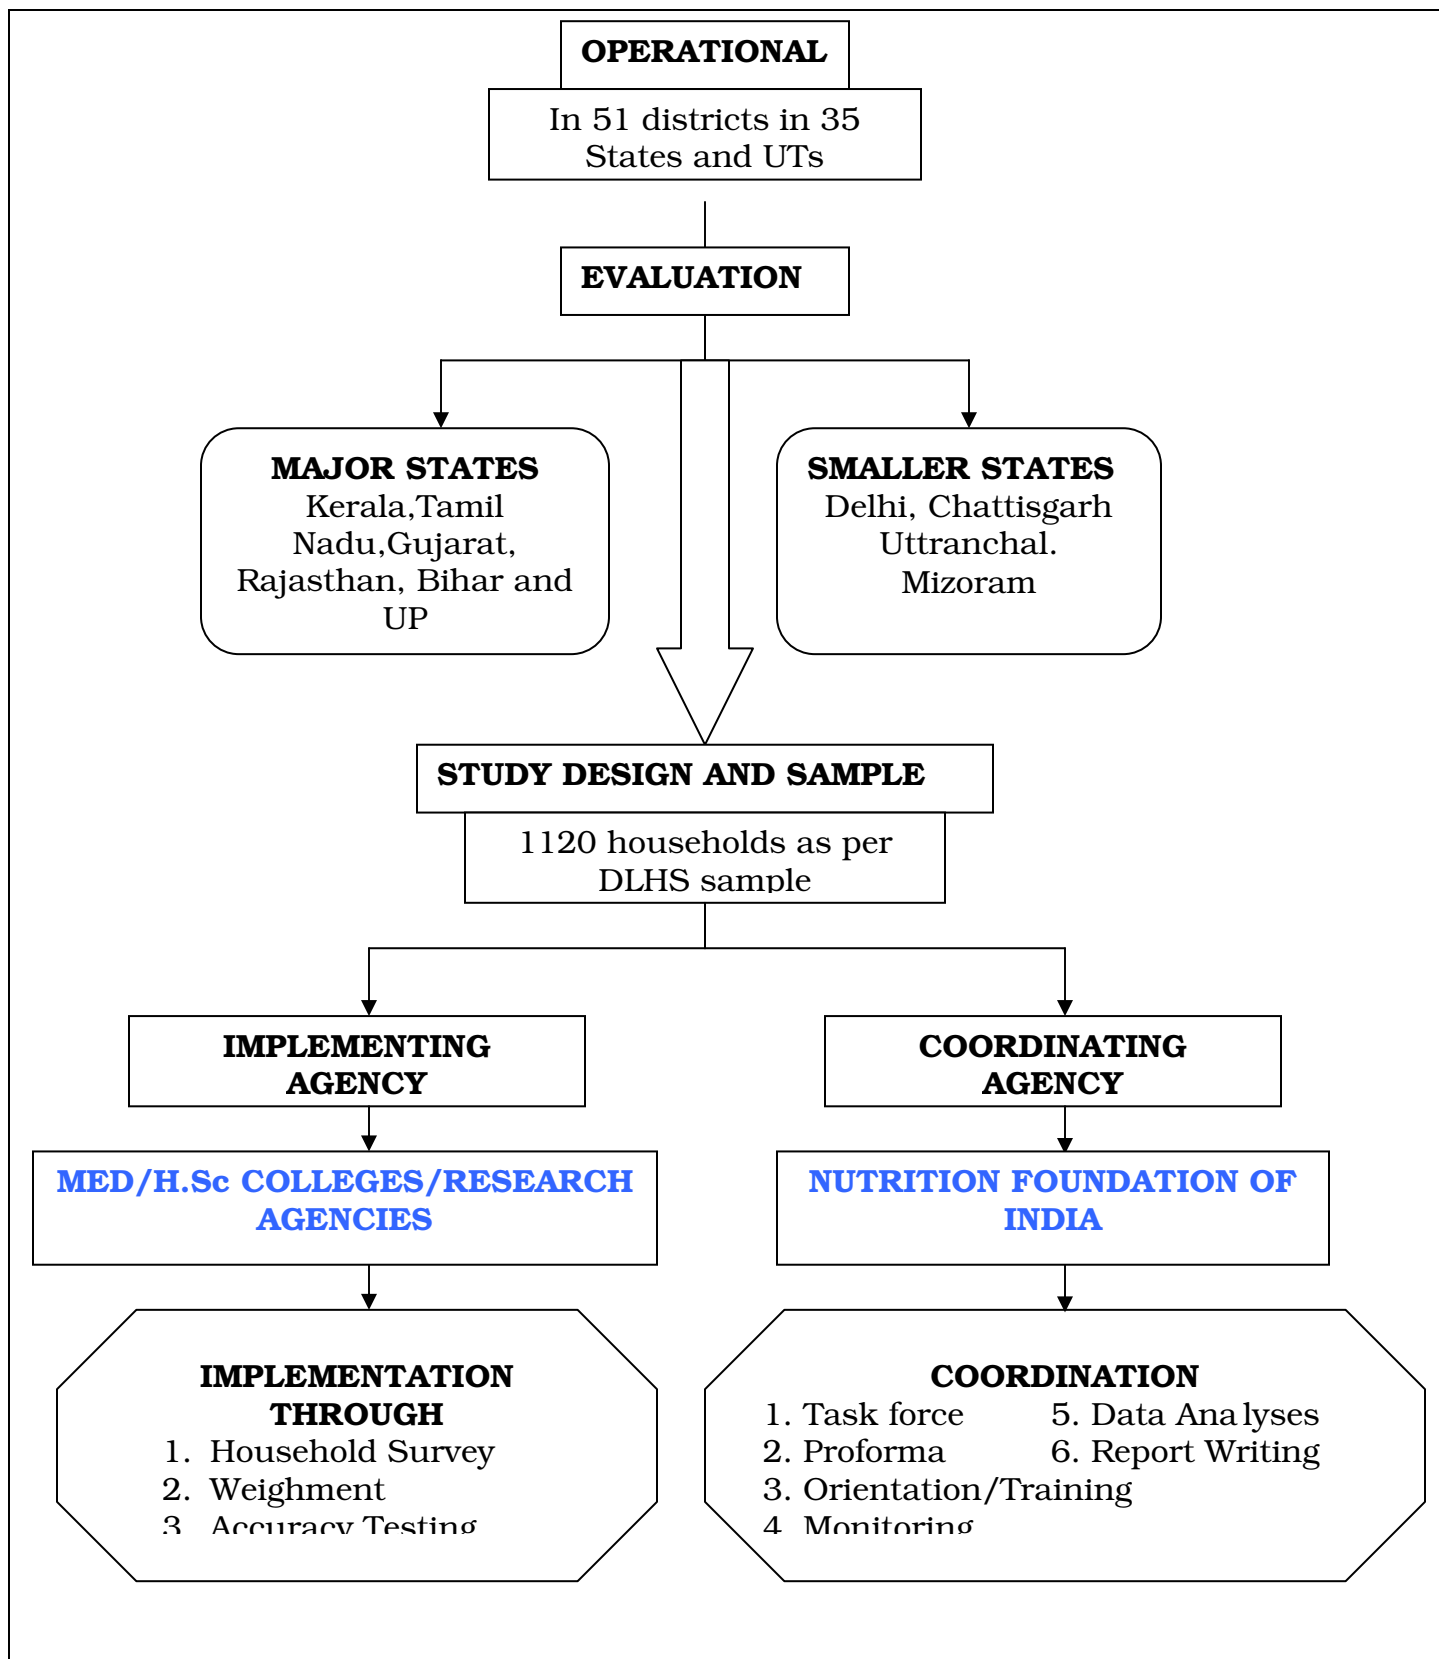 OPERATIONAL
In 51 districts in 35
States and UTs
EVALUATION
MAJOR STATES
Kerala,Tamil
Nadu,Gujarat,
Rajasthan, Bihar and
UP
SMALLER STATES
Delhi, Chattisgarh
Uttranchal.
Mizoram
STUDY DESIGN AND SAMPLE
1120 households as per
DLHS sample
IMPLEMENTING
AGENCY
COORDINATING
AGENCY
MED/H.Sc COLLEGES/RESEARCH
AGENCIES
NUTRITION FOUNDATION OF
INDIA
IMPLEMENTATION
THROUGH
1. Household Survey
2. Weighment
3. Accuracy Testing
COORDINATION
1. Task force 5. Data Analyses
2. Proforma 6. Report Writing
3. Orientation/Training
4. Monitoring